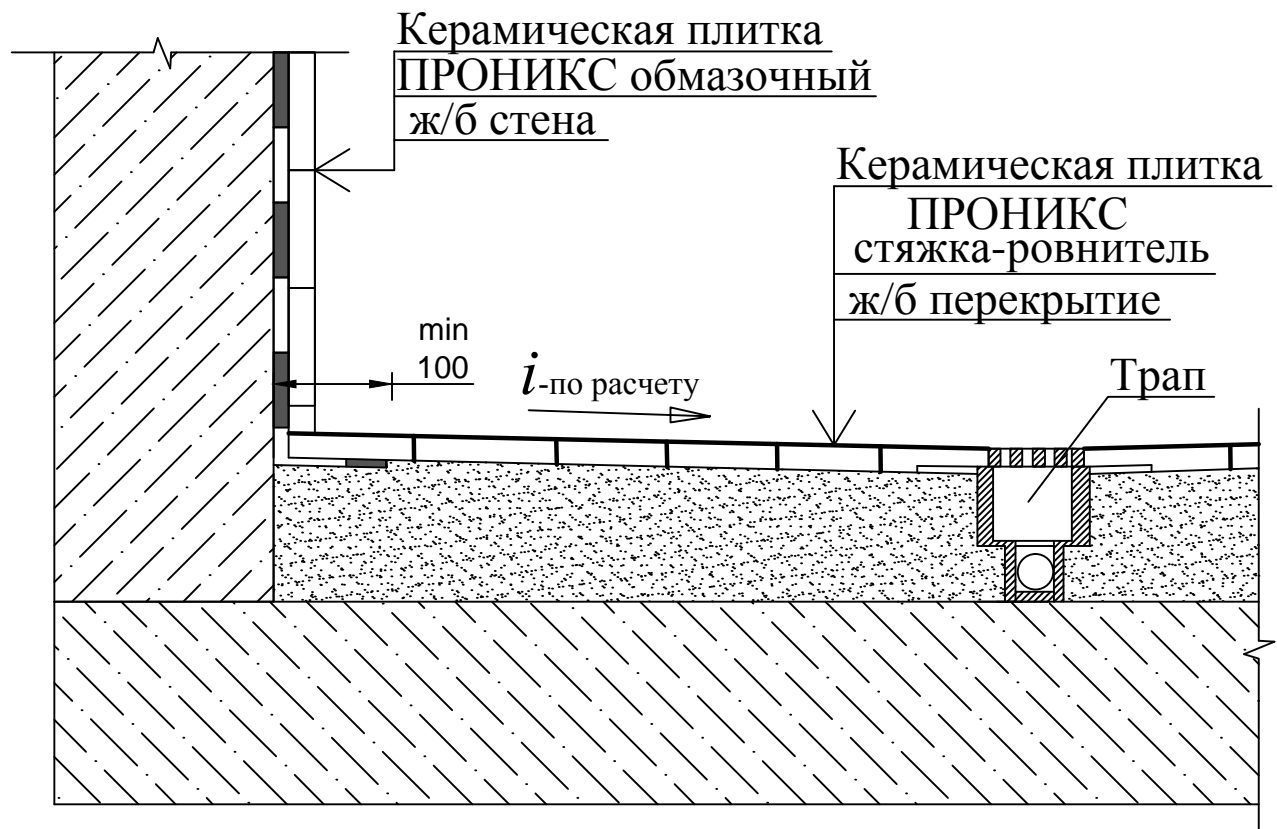 Керамическая плитка
ПРОНИКС обмазочный
ж/б стена
Керамическая плитка
ПРОНИКС
стяжка-ровнитель
ж/б перекрытие
min
100
i-по расчету
Трап